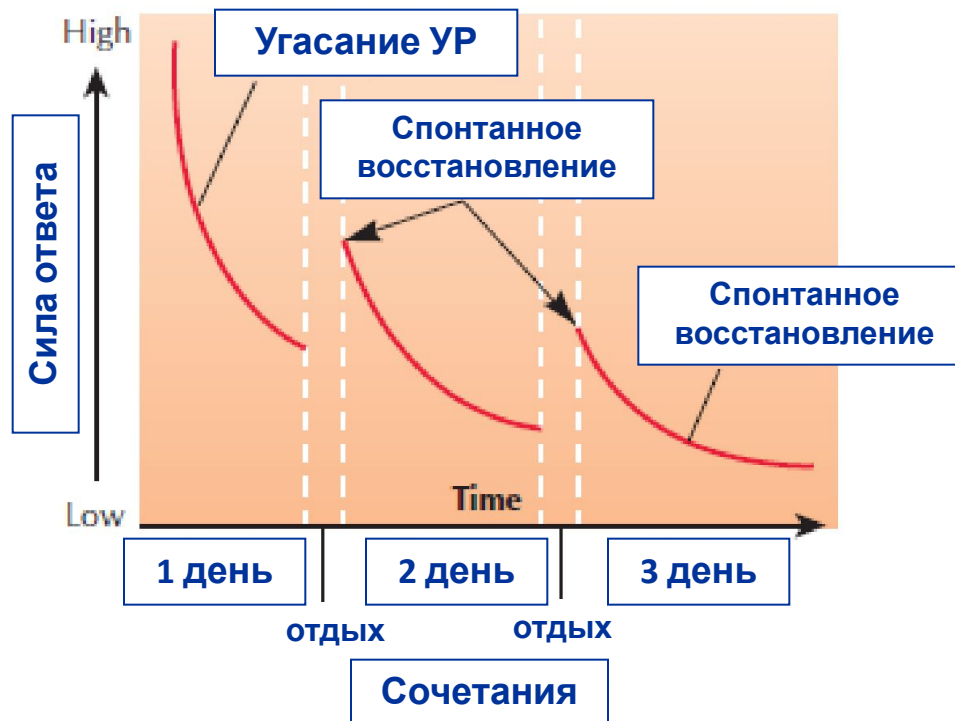 High
Угасание УР
Спонтанное
восстановление
Сила ответа
Спонтанное
восстановление
Low
Time
1 день
2 день
3 день
отдых
отдых
Сочетания